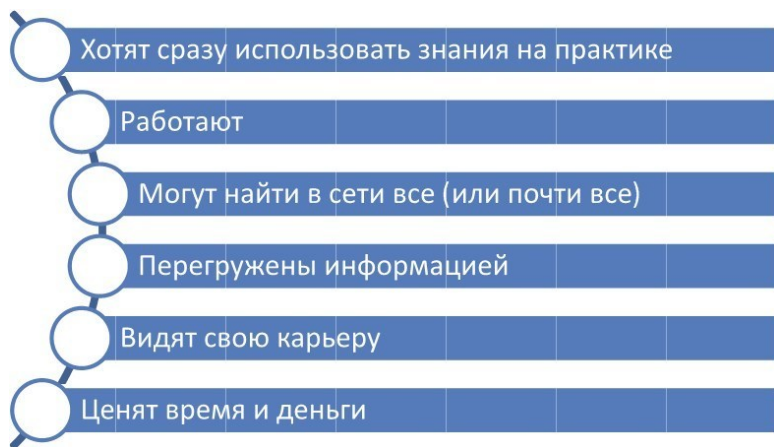 Хотят сразу использовать знания на практике
Работают
Могут найти в сети все (или почти все)
Перегружены информацией
Видят свою карьеру
Ценят время и деньги